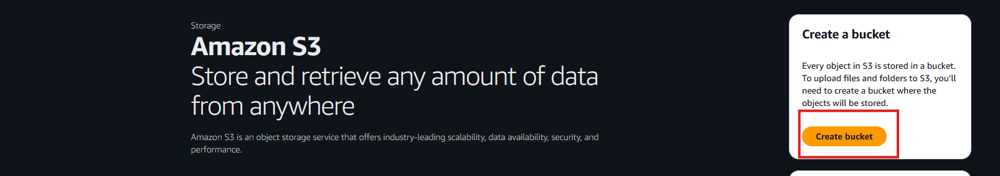 Storage
Amazon S3
Store and retrieve any amount of data
from anywhere
Amazon S3 is an object storage service that offers industry-leading scalability, data availability, security, and
performance.
Create a bucket
Every object in S3 is stored in a bucket.
To upload files and folders to S3, you'll
need to create a bucket where the
objects will be stored.
Create bucket